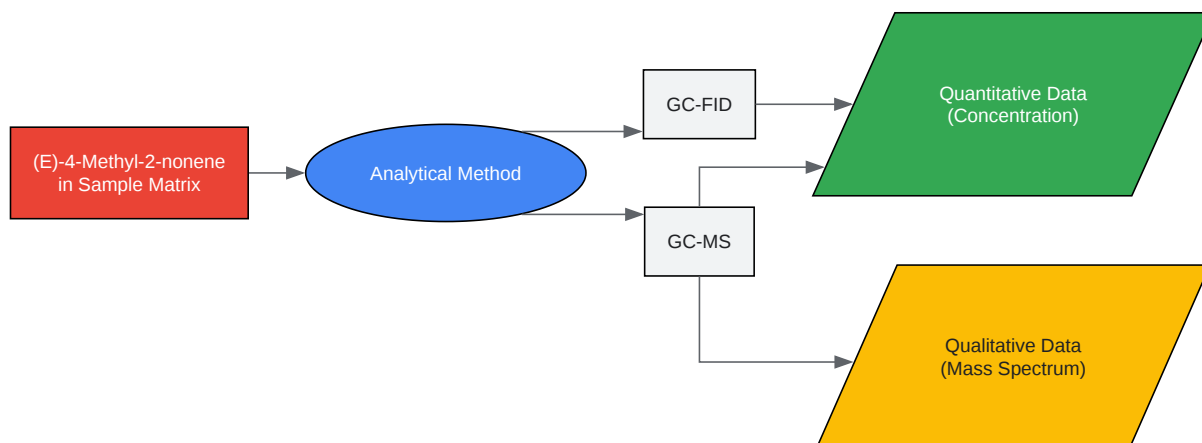 (E)-4-Methyl-2-nonene
in Sample Matrix
Analytical Method
GC-FID
GC-MS
Quantitative Data
(Concentration)
Qualitative Data
(Mass Spectrum)